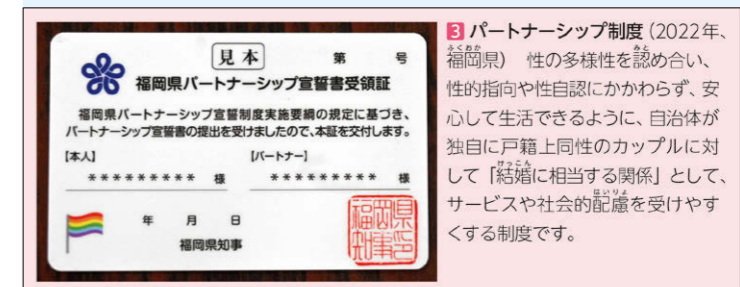 見本
第 号
福岡県パートナーシップ宣誓書受領証
福岡県パートナーシップ宣誓制度実施要綱の規定に基づき、
パートナーシップ宣誓書の提出を受けましたので、本証を交付します。
【本人】 【パートナー】
********* 様 ********* 様
年 月 日
福岡県知事
福岡県知事印
3 パートナーシップ制度(2022年、
福岡県) 性の多様性を認め合い、
性的指向や性自認にかかわらず、安
心して生活できるように、自治体が
独自に戸籍上同性のカップルに対
して「結婚に相当する関係」として、
サービスや社会的配慮を受けやす
くする制度です。